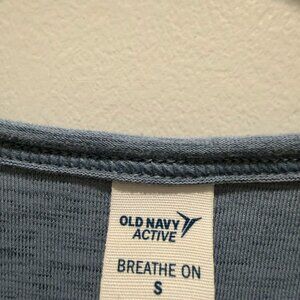 OLD NAVY
ACTIVE
BREATHE ON
S